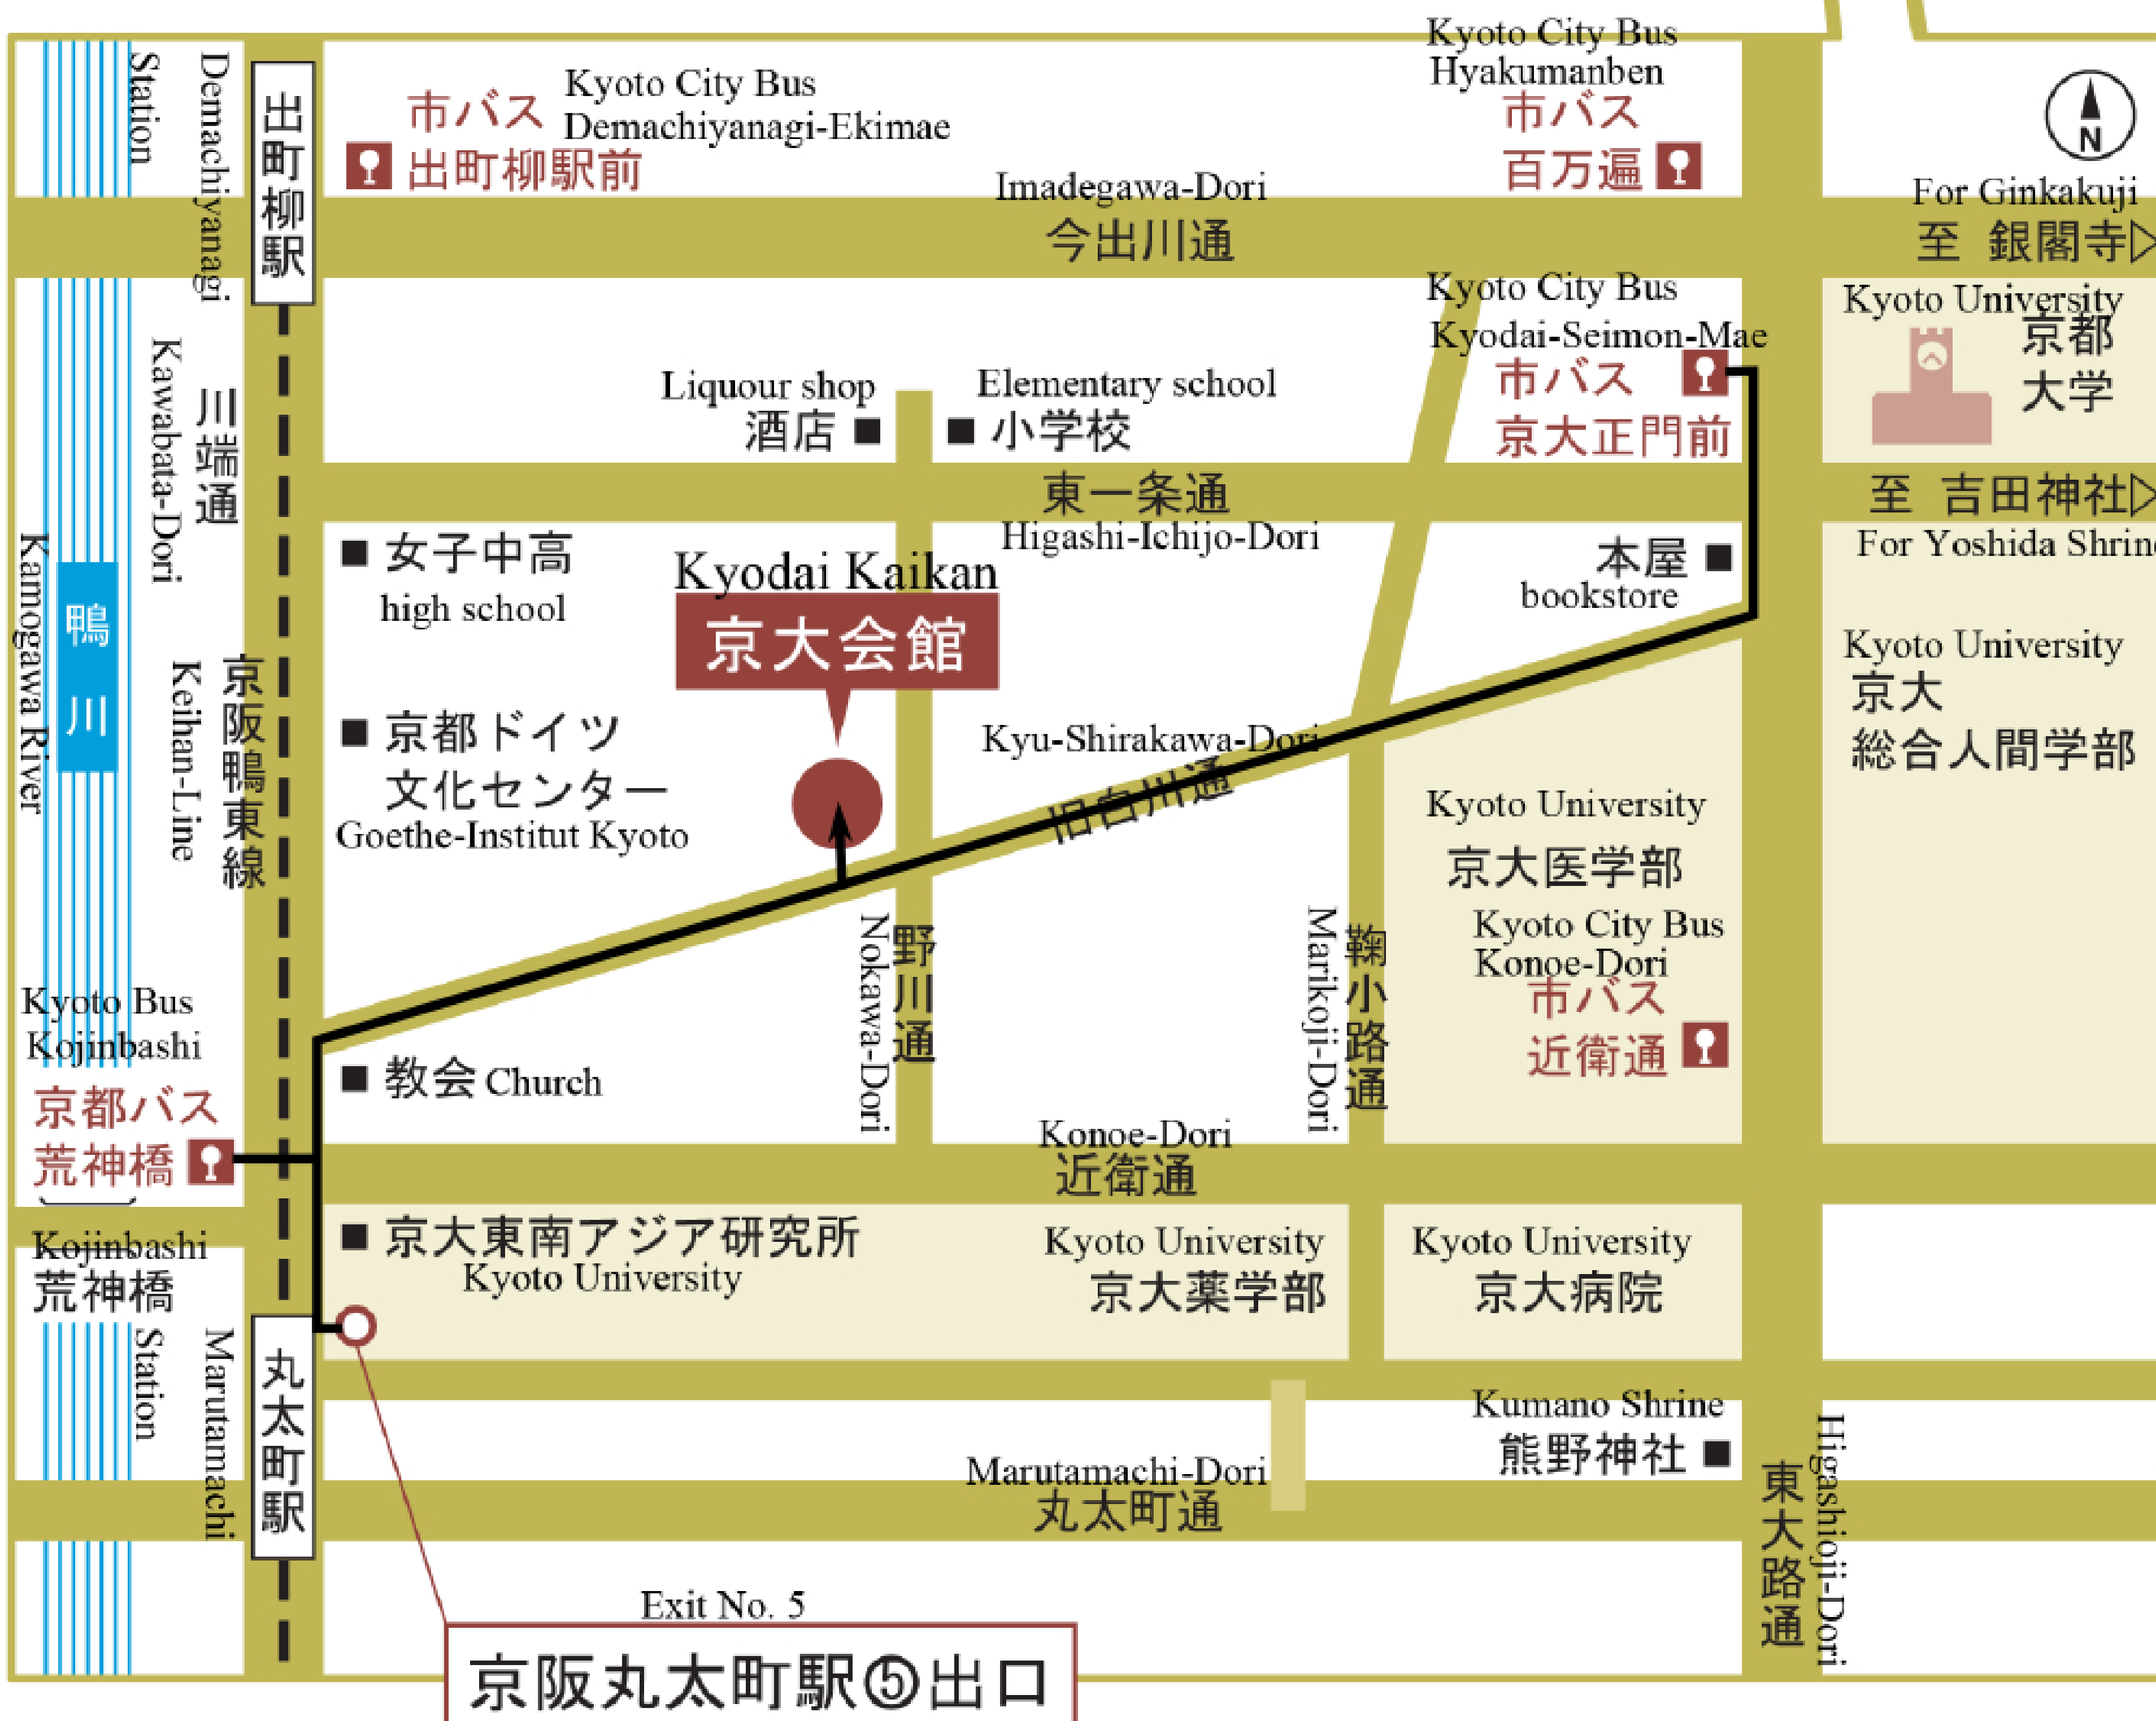 Kyoto City Bus
Hyakumanben
市バス
百万遍
Kyoto City Bus
Demachiyanagi-Ekimae
市バス
出町柳駅前
Station
Demachiyanagi
出町柳駅
N
Imadegawa-Dori
今出川通
For Ginkakuji
至 銀閣寺
Kyoto City Bus
Kyodai-Seimon-Mae
市バス
京大正門前
Kyoto University
京都
大学
Kawabata-Dori
川端通
Liquour shop
酒店
Elementary school
小学校
東一条通
Higashi-Ichijo-Dori
至 吉田神社
For Yoshida Shrine
女子中高
high school
Kyodai Kaikan
京大会館
本屋
bookstore
Kamogawa River
鴨川
Keihan-Line
京阪鴨東線
京都ドイツ
文化センター
Goethe-Institut Kyoto
Kyu-Shirakawa-Dori
旧白川通
Kyoto University
京大
総合人間学部
Kyoto University
京大医学部
Kyoto City Bus
Konoe-Dori
市バス
近衛通
Nokawa-Dori
野川通
Marikoji-Dori
鞠小路通
Kyoto Bus
Kojinbashi
京都バス
荒神橋
教会 Church
Konoe-Dori
近衛通
Kojinbashi
荒神橋
京大東南アジア研究所
Kyoto University
Kyoto University
京大薬学部
Kyoto University
京大病院
Station
Marutamachi
丸太町駅
Kumano Shrine
熊野神社
Marutamachi-Dori
丸太町通
東大路通
Higashioji-Dori
Exit No. 5
京阪丸太町駅❺出口